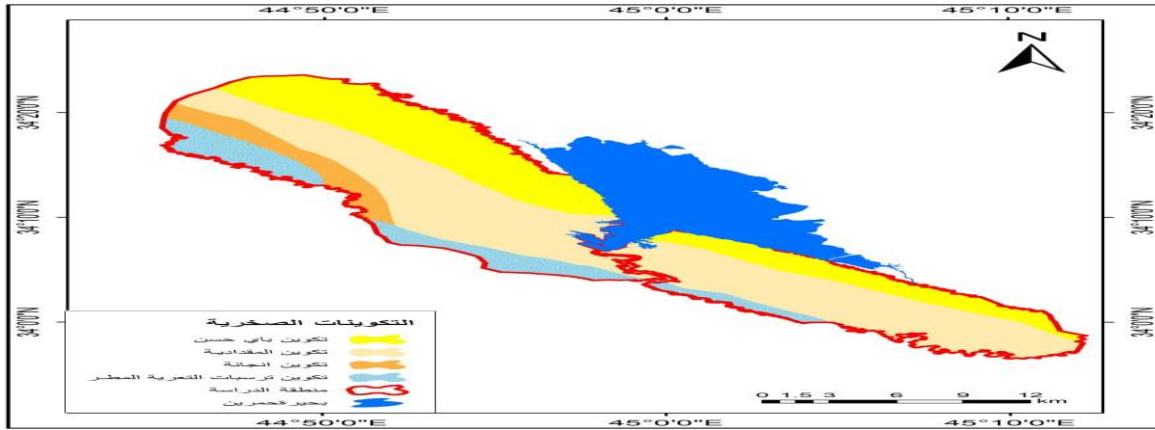 44°50'0"E 45°0'0"E 45°10'0"E
N
34°20'0"N 34°20'0"N
34°10'0"N 34°10'0"N
34°0'0"N 34°0'0"N
التكوينات الصخرية
تكوين باي حسن
تكوين المقدادية
تكوين انجانة
تكوين ترسبات التعرية المطر
منطقة الدراسة
بحيرةحمرين
0 1.5 3 6 9 12
km
44°50'0"E 45°0'0"E 45°10'0"E